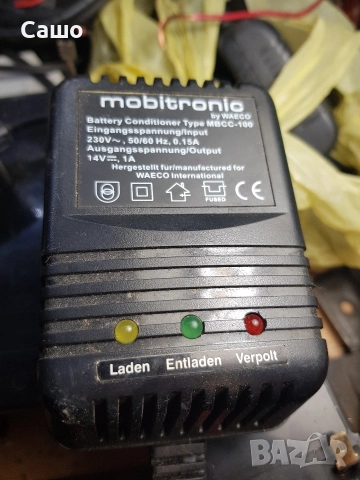 Сашо
mobitronic
by WAECO
Battery Conditioner Type MBCC-100
Eingangsspannung/Input
230V~, 50/60 Hz, 0.15A
Ausgangsspannung/Output
14V⎓, 1A
Hergestellt fur/manufactured for
WAECO International
FUSED
CE
Laden Entladen Verpolt
BAZAR